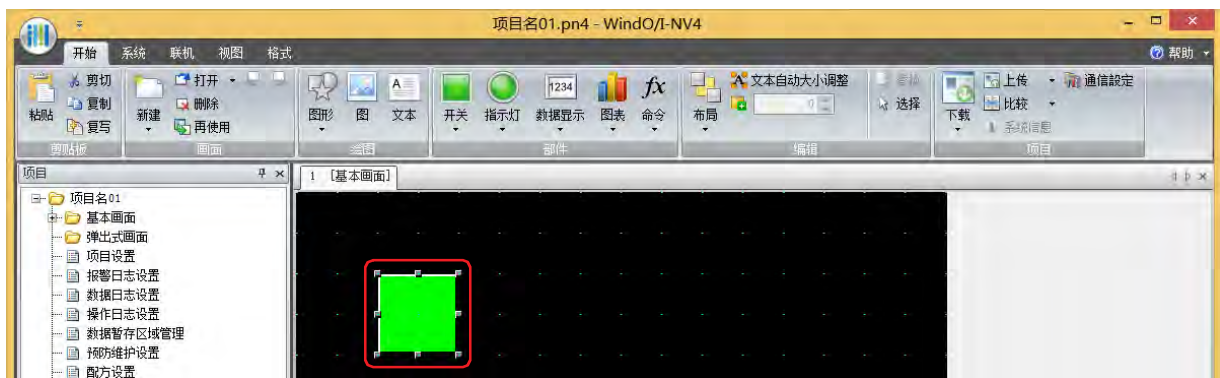 项目名01.pn4 - WindO/I-NV4
开始 系统 联机 视图 格式 帮助
剪切 打开 文本自动大小调整 上传 通信設定
复制 删除 选择 比较
粘贴 复写 新建 再使用 图形 图 文本 开关 指示灯 数据显示 图表 命令 布局 下载 系统信息
A 1234 fx 0
剪贴板 画面 绘图 部件 编辑 项目
项目 1 [基本画面]
项目名01
基本画面
弹出式画面
项目设置
报警日志设置
数据日志设置
操作日志设置
数据暂存区域管理
预防维护设置
配方设置